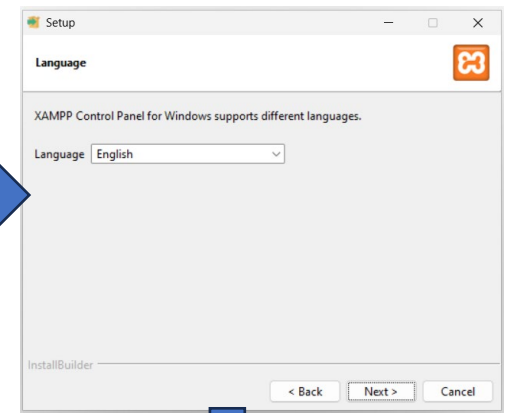 Setup
Language
XAMPP Control Panel for Windows supports different languages.
Language English
InstallBuilder
< Back Next > Cancel